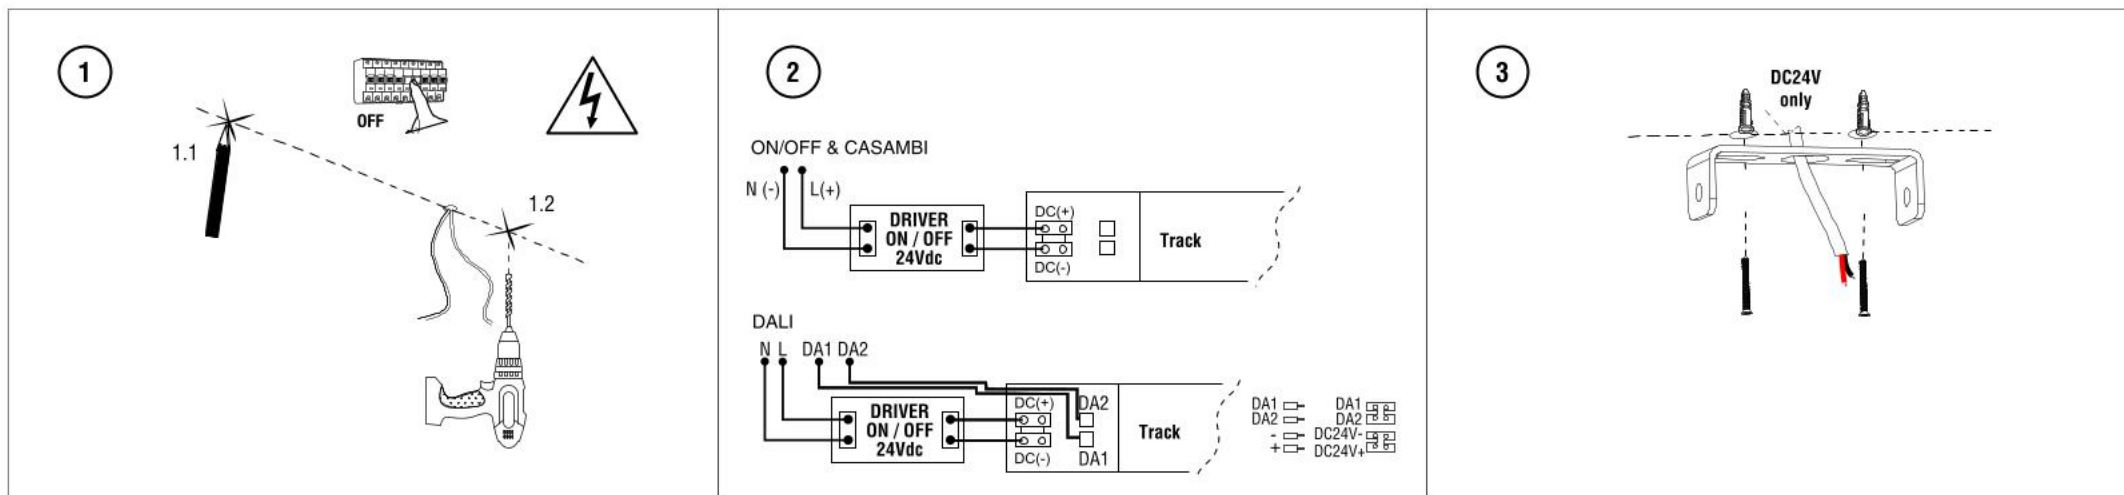 1
OFF
1.1
1.2
2
ON/OFF & CASAMBI
N (-)
L(+)
DRIVER
ON / OFF
24Vdc
DC(+)
DC(-)
Track
DALI
N L DA1 DA2
DRIVER
ON / OFF
24Vdc
DC(+)
DC(-)
DA2
DA1
Track
DA1
DA2
-
+
DA1
DA2
DC24V-
DC24V+
3
DC24V
only